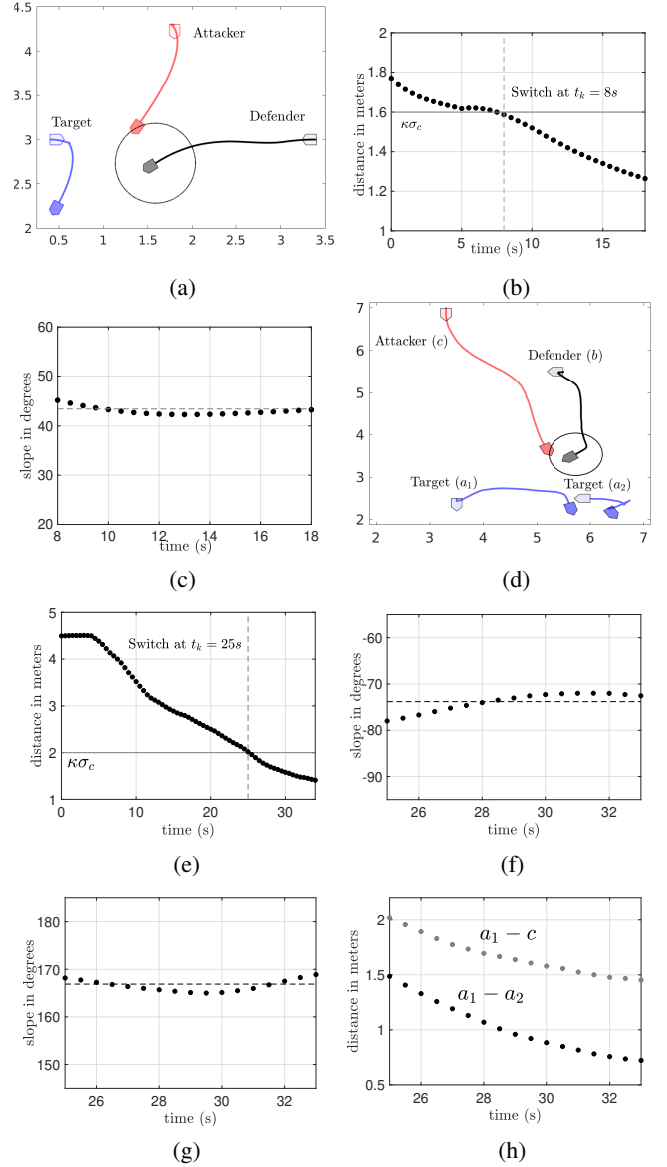 4.5
4
3.5
3
2.5
2
0.5 1 1.5 2 2.5 3 3.5
Attacker
Target
Defender
(a)
2
1.8
1.6
1.4
1.2
1
distance in meters
Switch at t_k = 8s
κσ_c
0 5 10 15
time (s)
(b)
60
50
40
30
20
slope in degrees
8 10 12 14 16 18
time (s)
(c)
7
6
5
4
3
2
2 3 4 5 6 7
Attacker (c)
Defender (b)
Target (a_1)
Target (a_2)
(d)
5
4
3
2
1
distance in meters
Switch at t_k = 25s
κσ_c
0 10 20 30
time (s)
(e)
-60
-70
-80
-90
slope in degrees
26 28 30 32
time (s)
(f)
180
170
160
150
slope in degrees
26 28 30 32
time (s)
(g)
2
1.5
1
0.5
distance in meters
a_1 − c
a_1 − a_2
26 28 30 32
time (s)
(h)